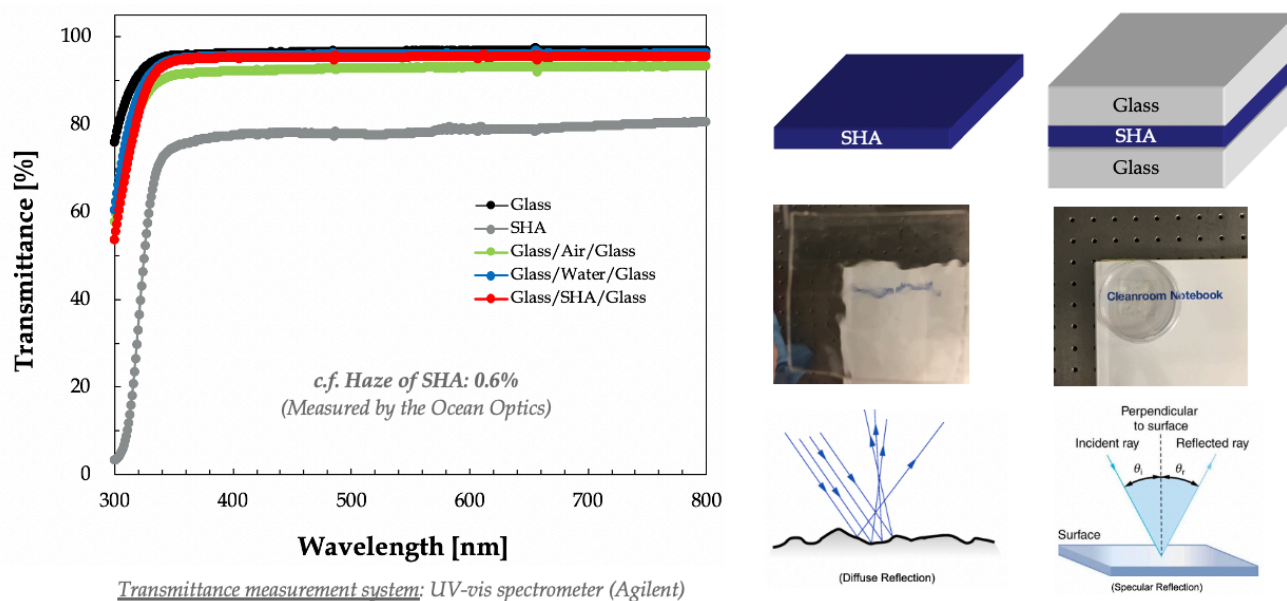 100
80
60
40
20
0
Transmittance [%]
300
400
500
600
700
800
Wavelength [nm]
Glass
SHA
Glass/Air/Glass
Glass/Water/Glass
Glass/SHA/Glass
c.f. Haze of SHA: 0.6%
(Measured by the Ocean Optics)
Transmittance measurement system: UV-vis spectrometer (Agilent)
SHA
Glass
SHA
Glass
Cleanroom Notebook
(Diffuse Reflection)
Perpendicular
to surface
Incident ray
Reflected ray
θi
θr
Surface
(Specular Reflection)